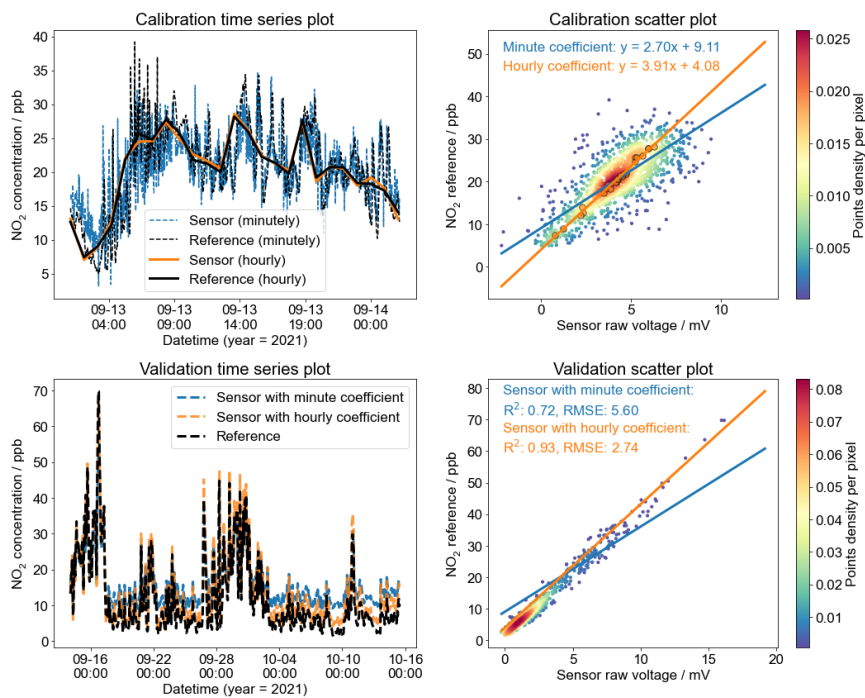 Calibration time series plot
NO2 concentration / ppb
40
35
30
25
20
15
10
5
Sensor (minutely)
Reference (minutely)
Sensor (hourly)
Reference (hourly)
09-13 09-13 09-13 09-13 09-14
04:00 09:00 14:00 19:00 00:00
Datetime (year = 2021)
Calibration scatter plot
Minute coefficient: y = 2.70x + 9.11
Hourly coefficient: y = 3.91x + 4.08
NO2 reference / ppb
50
40
30
20
10
0
0 5 10
Sensor raw voltage / mV
0.025
0.020
0.015
0.010
0.005
Points density per pixel
Validation time series plot
NO2 concentration / ppb
70
60
50
40
30
20
10
0
Sensor with minute coefficient
Sensor with hourly coefficient
Reference
09-16 09-22 09-28 10-04 10-10 10-16
00:00 00:00 00:00 00:00 00:00 00:00
Datetime (year = 2021)
Validation scatter plot
Sensor with minute coefficient:
R2: 0.72, RMSE: 5.60
Sensor with hourly coefficient:
R2: 0.93, RMSE: 2.74
NO2 reference / ppb
80
70
60
50
40
30
20
10
0
0 5 10 15 20
Sensor raw voltage / mV
0.08
0.07
0.06
0.05
0.04
0.03
0.02
0.01
Points density per pixel